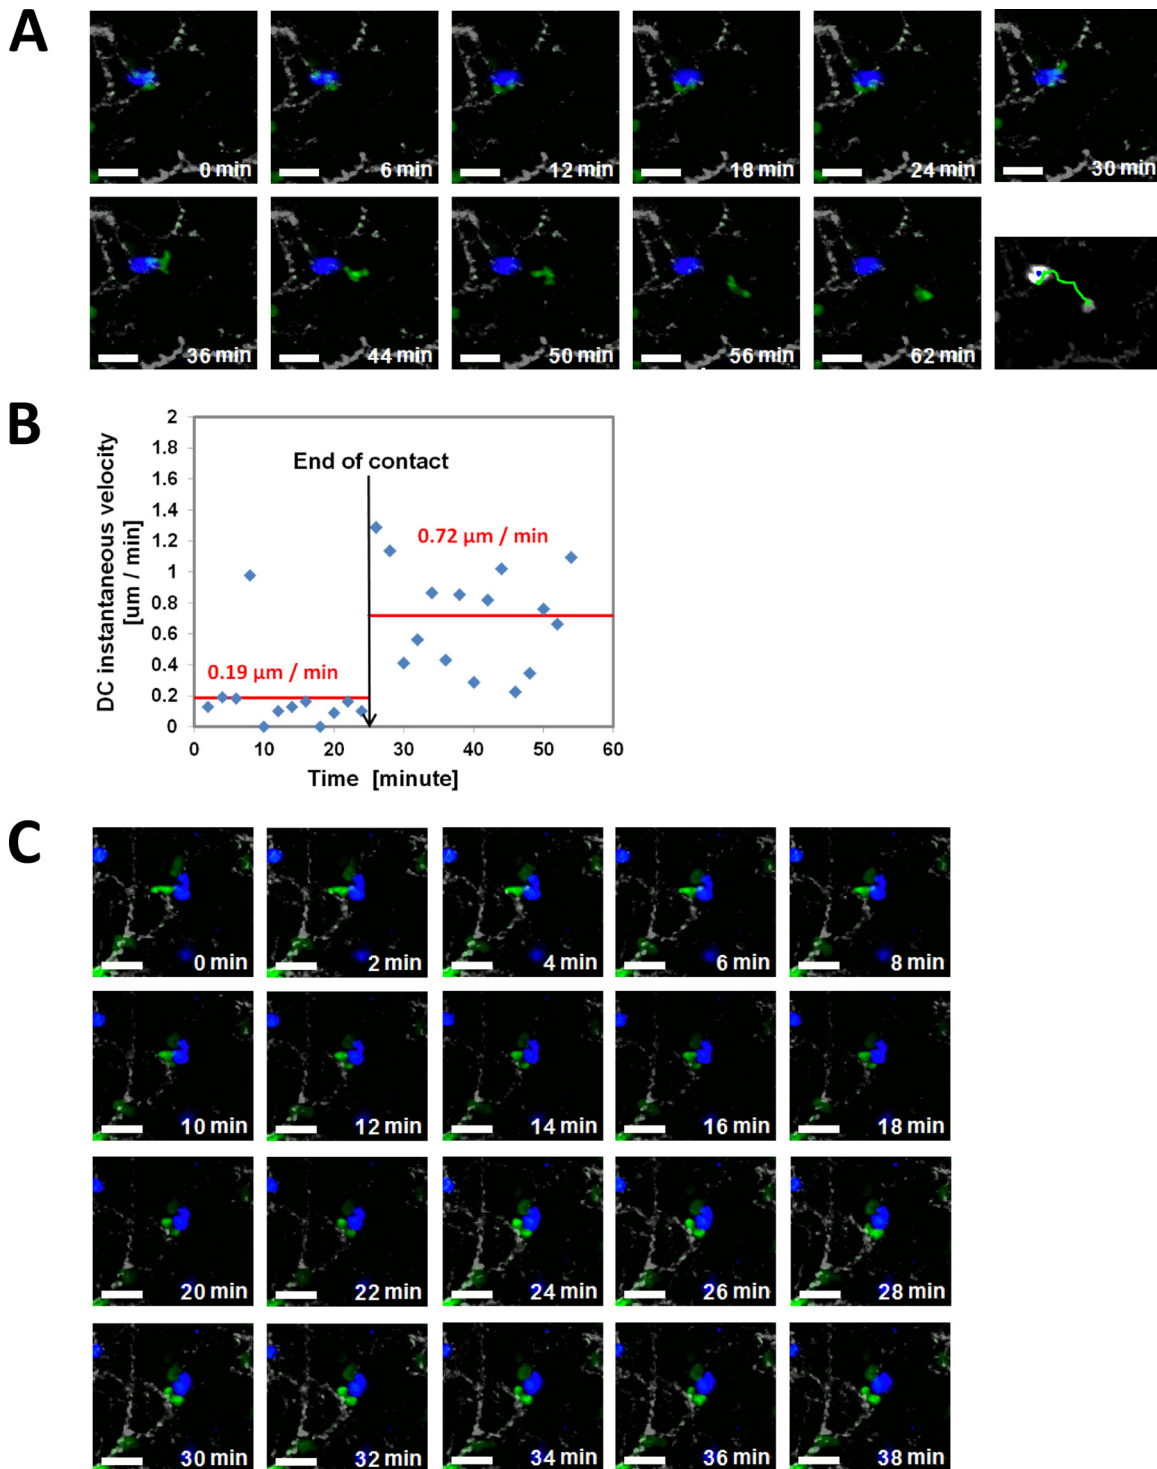 A
0 min
6 min
12 min
18 min
24 min
30 min
36 min
44 min
50 min
56 min
62 min
B
DC instantaneous velocity
[um / min]
2
1.8
1.6
1.4
1.2
1
0.8
0.6
0.4
0.2
0
End of contact
0.72 µm / min
0.19 µm / min
0
10
20
30
40
50
60
Time [minute]
C
0 min
2 min
4 min
6 min
8 min
10 min
12 min
14 min
16 min
18 min
20 min
22 min
24 min
26 min
28 min
30 min
32 min
34 min
36 min
38 min